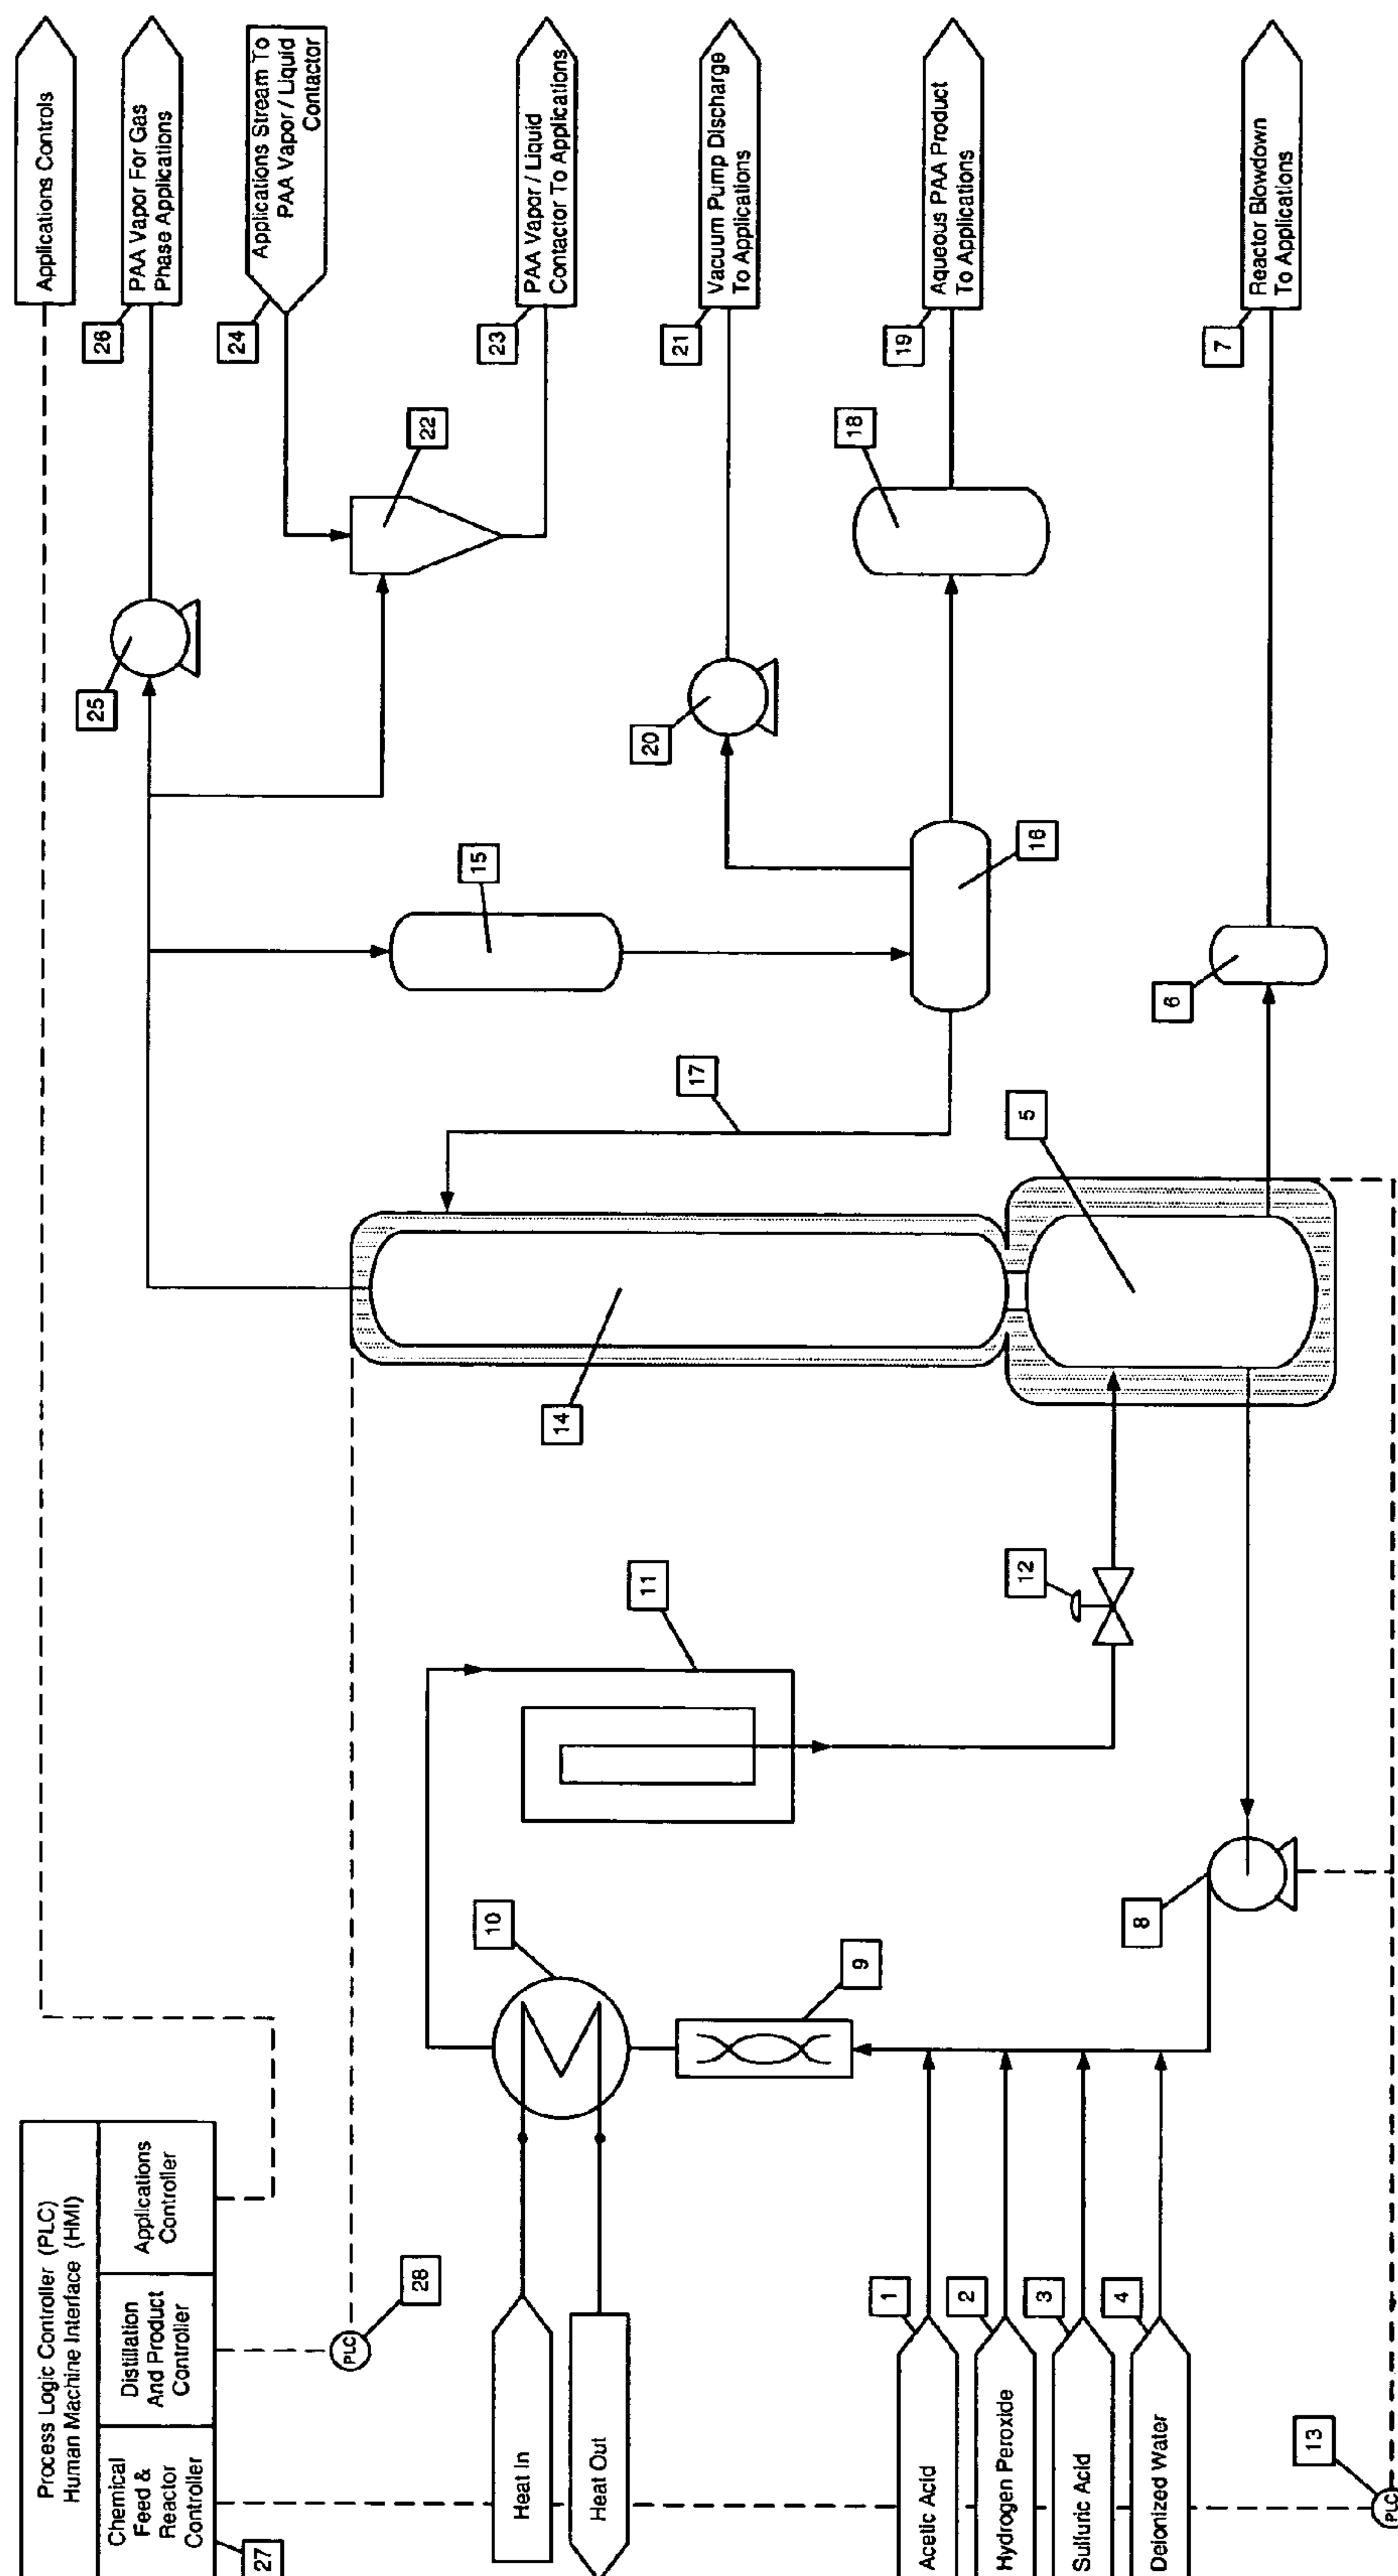 Process Logic Controller (PLC)
Human Machine Interface (HMI)
Chemical
Feed &
Reactor
Controller
Distillation
And Product
Controller
Applications
Controller
27
PLC
28
Heat In
Heat Out
Acetic Acid
1
Hydrogen Peroxide
2
Sulfuric Acid
3
Deionized Water
4
13
PLC
10
9
8
11
12
14
5
17
15
16
6
25
20
22
18
Applications Controls
26
PAA Vapor For Gas
Phase Applications
24
Applications Stream To
PAA Vapor / Liquid
Contactor
23
PAA Vapor / Liquid
Contactor To Applications
21
Vacuum Pump Discharge
To Applications
19
Aqueous PAA Product
To Applications
7
Reactor Blowdown
To Applications